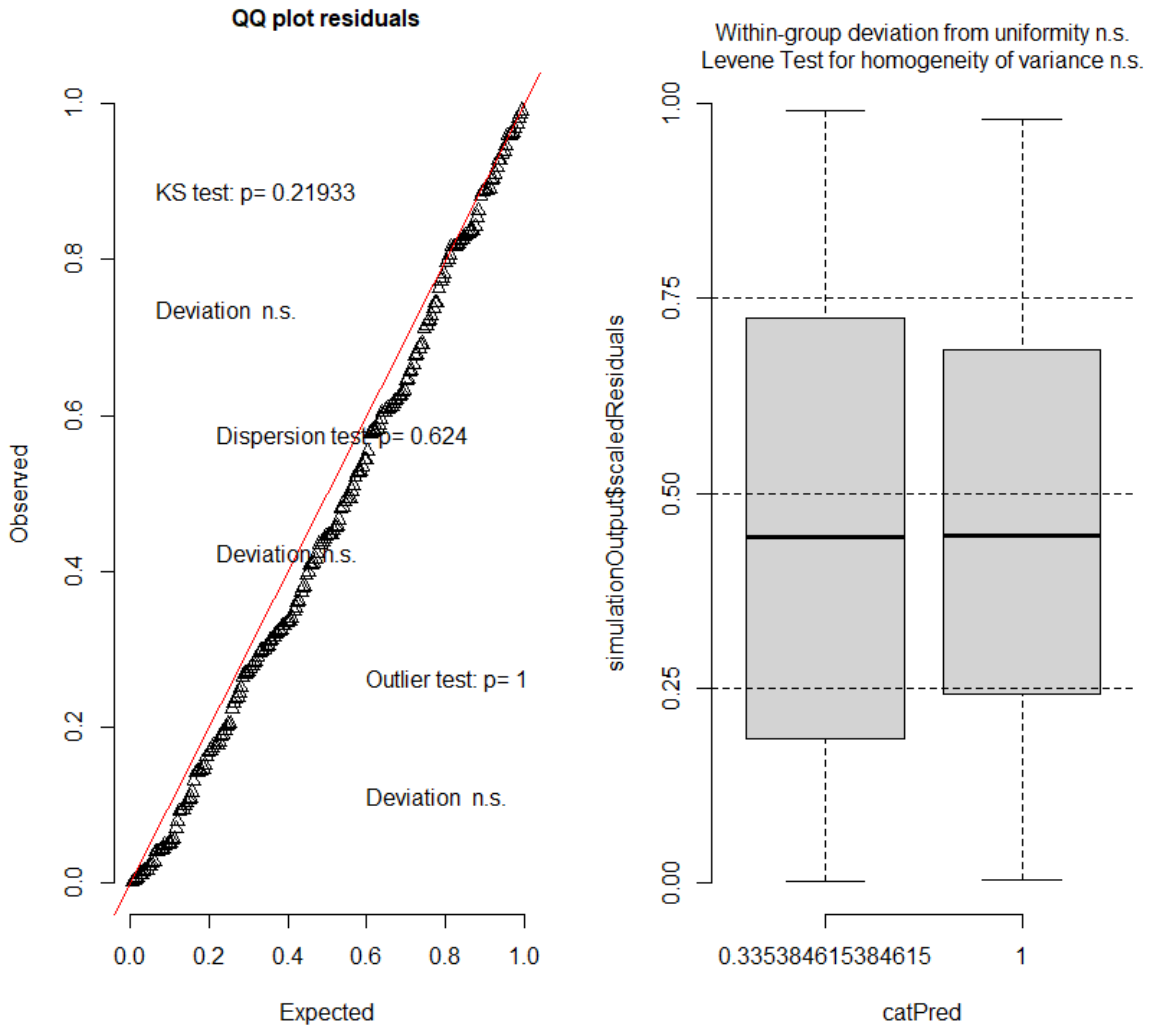 QQ plot residuals
Observed
1.0
0.8
0.6
0.4
0.2
0.0
KS test: p= 0.21933
Deviation n.s.
Dispersion test: p= 0.624
Deviation n.s.
Outlier test: p= 1
Deviation n.s.
0.0 0.2 0.4 0.6 0.8 1.0
Expected
Within-group deviation from uniformity n.s.
Levene Test for homogeneity of variance n.s.
simulationOutput$scaledResiduals
1.00
0.75
0.50
0.25
0.00
0.335384615384615 1
catPred